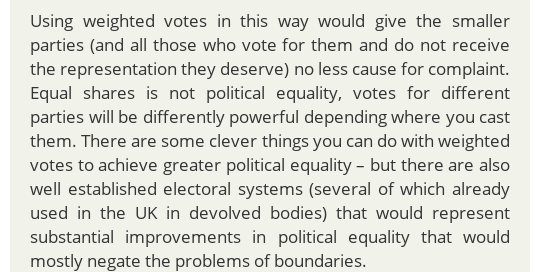 Using weighted votes in this way would give the smaller
parties (and all those who vote for them and do not receive
the representation they deserve) no less cause for complaint.
Equal shares is not political equality, votes for different
parties will be differently powerful depending where you cast
them. There are some clever things you can do with weighted
votes to achieve greater political equality – but there are also
well established electoral systems (several of which already
used in the UK in devolved bodies) that would represent
substantial improvements in political equality that would
mostly negate the problems of boundaries.